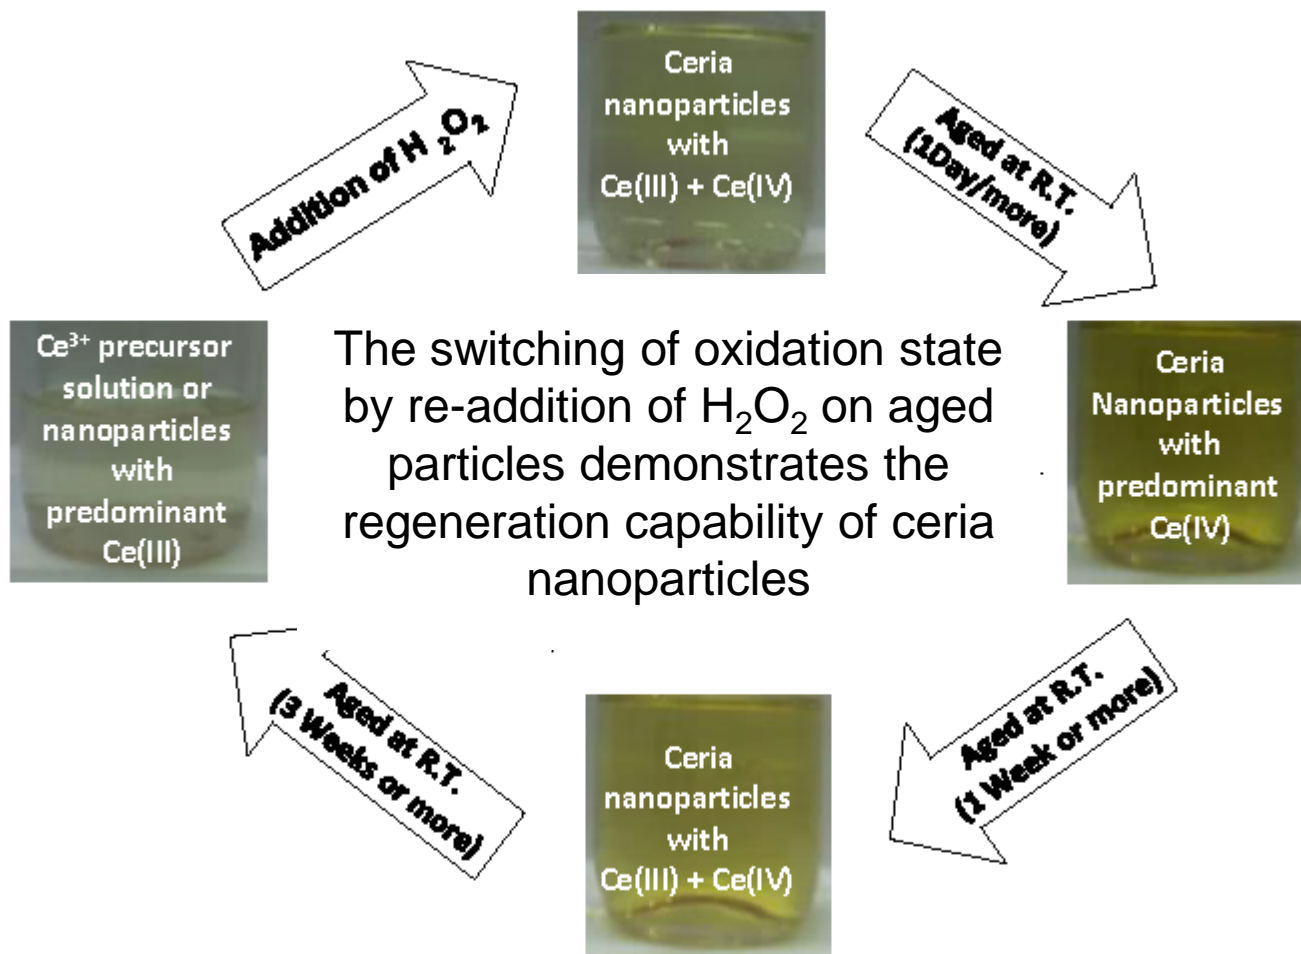 Ceria
nanoparticles
with
Ce(III) + Ce(IV)
Addition of H₂O₂
Aged at R.T.
(1Day/more)
Ce³⁺ precursor
solution or
nanoparticles
with
predominant
Ce(III)
The switching of oxidation state
by re-addition of H₂O₂ on aged
particles demonstrates the
regeneration capability of ceria
nanoparticles
Ceria
Nanoparticles
with
predominant
Ce(IV)
Aged at R.T.
(3 Weeks or more)
Ceria
nanoparticles
with
Ce(III) + Ce(IV)
Aged at R.T.
(1 Week or more)